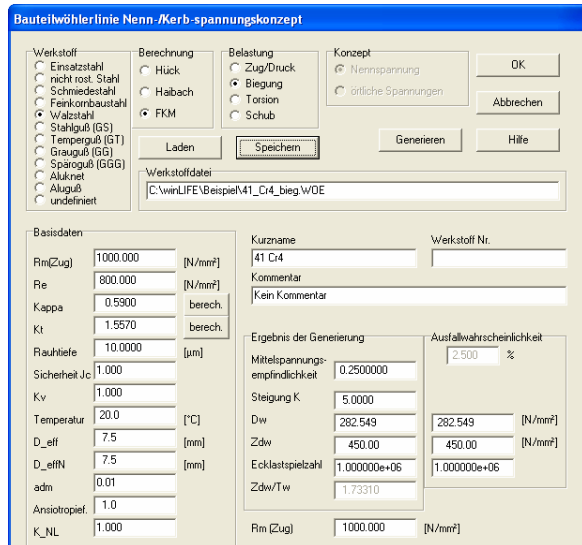 Bauteilwöhlerlinie Nenn-/Kerb-spannungskonzept
Werkstoff
Einsatzstahl
nicht rost. Stahl
Schmiedestahl
Feinkornbaustahl
Walzstahl
Stahlguß (GS)
Temperguß (GT)
Grauguß (GG)
Späroguß (GGG)
Aluknet
Aluguß
undefiniert
Berechnung
Hück
Haibach
FKM
Belastung
Zug/Druck
Biegung
Torsion
Schub
Konzept
Nennspannung
örtliche Spannungen
OK
Abbrechen
Laden
Speichern
Generieren
Hilfe
Werkstoffdatei
C:\winLIFE\Beispiel\41_Cr4_bieg.WOE
Basisdaten
Rm(Zug) 1000.000 [N/mm²]
Re 800.000 [N/mm²]
Kappa 0.5900 berech.
Kt 1.5570 berech.
Rauhtiefe 10.0000 [µm]
Sicherheit Jc 1.000
Kv 1.000
Temperatur 20.0 [°C]
D_eff 7.5 [mm]
D_effN 7.5 [mm]
adm 0.01
Ansiotropief. 1.0
K_NL 1.000
Kurzname
41 Cr4
Werkstoff Nr.
Kommentar
Kein Kommentar
Ergebnis der Generierung
Mittelspannungs-
empfindlichkeit 0.2500000
Steigung K 5.0000
Dw 282.549
Zdw 450.00
Ecklastspielzahl 1.000000e+06
Zdw/Tw 1.73310
Ausfallwahrscheinlichkeit
2.500 %
282.549 [N/mm²]
450.00 [N/mm²]
1.000000e+06
Rm (Zug) 1000.000 [N/mm²]